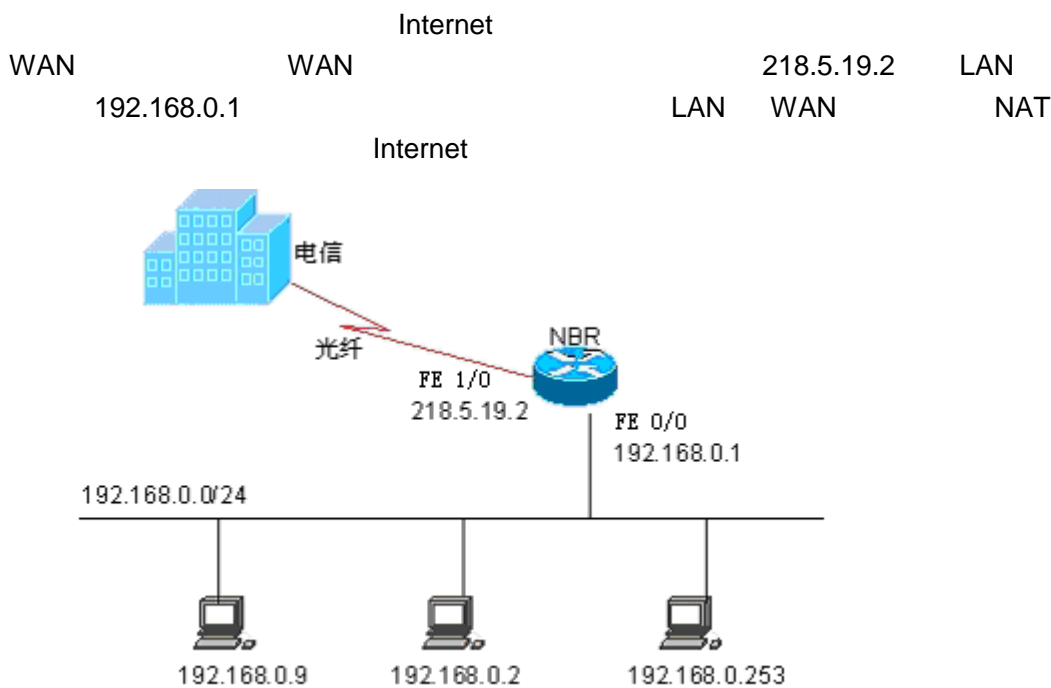 Internet
WAN WAN 218.5.19.2 LAN
192.168.0.1 LAN WAN NAT
Internet
电信
光纤
NBR
FE 1/0
218.5.19.2
FE 0/0
192.168.0.1
192.168.0.0/24
192.168.0.9 192.168.0.2 192.168.0.253